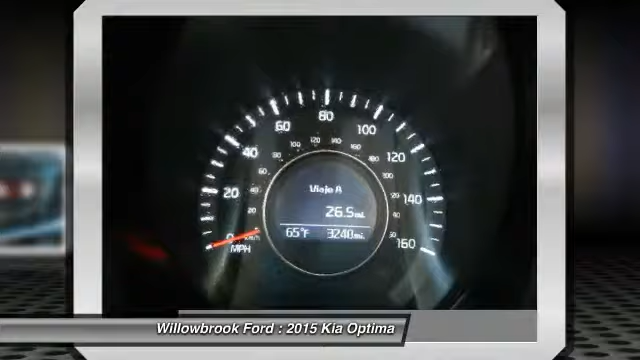 80
60 100
40 120
20 140
0 160
MPH
Viaje A
26.5mi.
65°F 3240mi.
Willowbrook Ford : 2015 Kia Optima